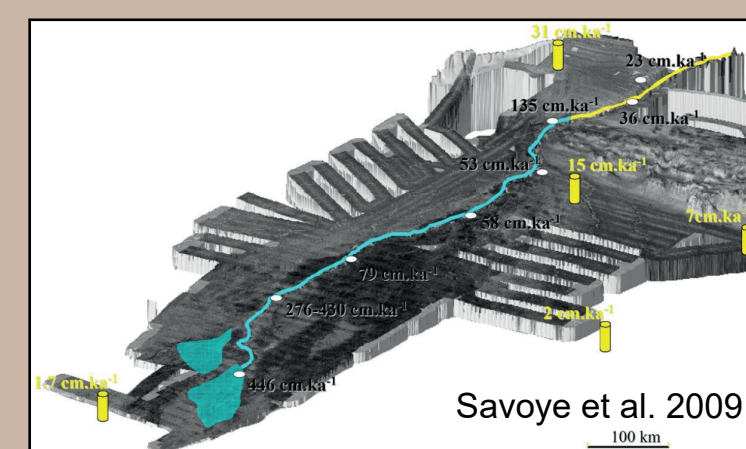 31 cm.ka-1
23 cm.ka-1
135 cm.ka-1
36 cm.ka-1
53 cm.ka-1
15 cm.ka-1
58 cm.ka-1
7cm.ka-
79 cm.ka-1
276-430 cm.ka-1
2 cm.ka-1
1.7 cm.ka-1
446 cm.ka-1
Savoye et al. 2009
100 km